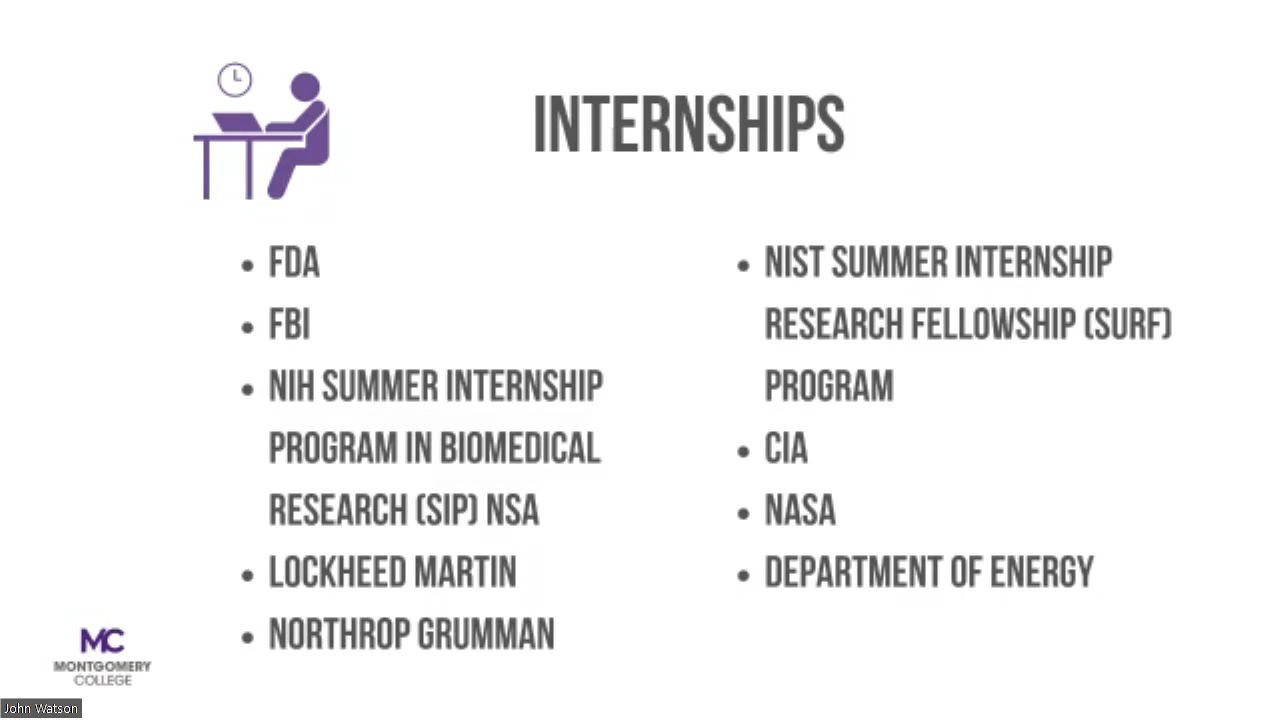 INTERNSHIPS
• FDA
• FBI
• NIH SUMMER INTERNSHIP
PROGRAM IN BIOMEDICAL
RESEARCH (SIP) NSA
• LOCKHEED MARTIN
• NORTHROP GRUMMAN
• NIST SUMMER INTERNSHIP
RESEARCH FELLOWSHIP (SURF)
PROGRAM
• CIA
• NASA
• DEPARTMENT OF ENERGY
MC
MONTGOMERY
COLLEGE
John Watson